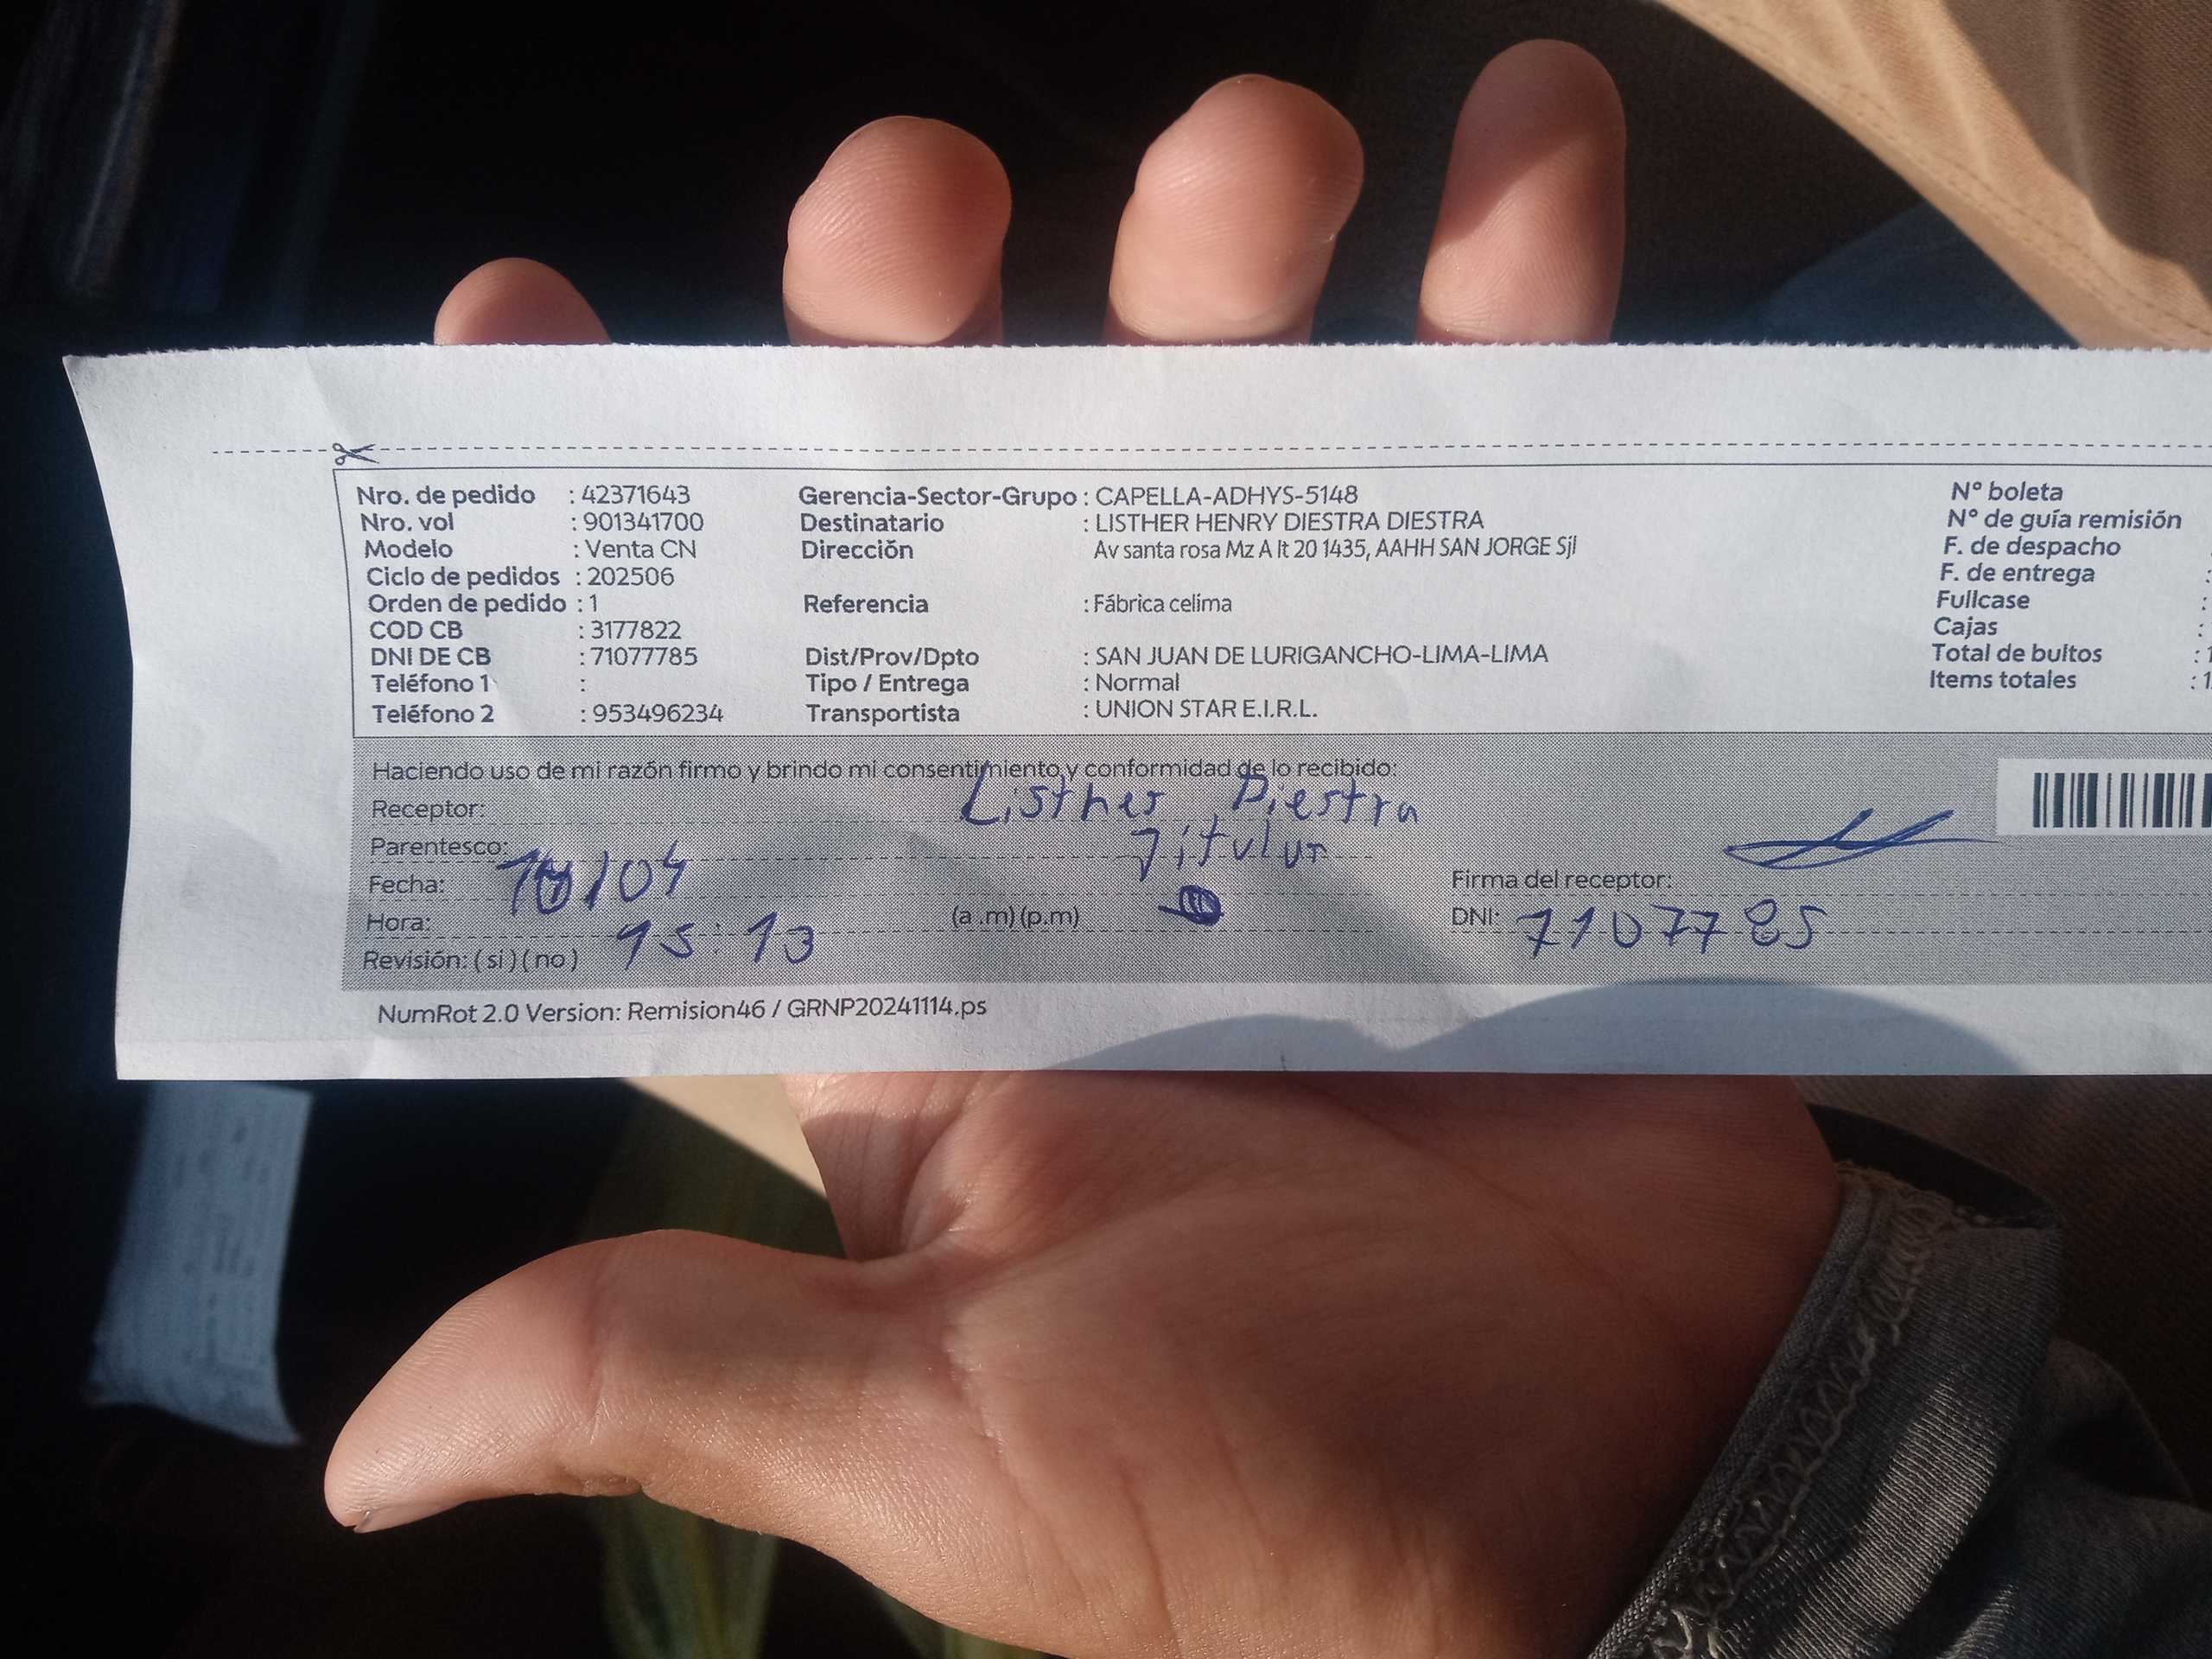 Nro. de pedido : 42371643 Gerencia-Sector-Grupo : CAPELLA-ADHYS-5148 N° boleta
Nro. vol : 901341700 Destinatario : LISTHER HENRY DIESTRA DIESTRA N° de guía remisión
Modelo : Venta CN Dirección Av santa rosa Mz A lt 20 1435, AAHH SAN JORGE Sjl F. de despacho
Ciclo de pedidos : 202506 F. de entrega :
Orden de pedido : 1 Referencia : Fábrica celima Fullcase :
COD CB : 3177822 Cajas :
DNI DE CB : 71077785 Dist/Prov/Dpto : SAN JUAN DE LURIGANCHO-LIMA-LIMA Total de bultos : 1
Teléfono 1 : Tipo / Entrega : Normal Items totales : 1
Teléfono 2 : 953496234 Transportista : UNION STAR E.I.R.L.
Haciendo uso de mi razón firmo y brindo mi consentimiento y conformidad de lo recibido:
Receptor: Listher Diestra
Parentesco: Titular
Fecha: /04 Firma del receptor:
Hora: 15:13 (a .m) (p.m) DNI: 7107785
Revisión: ( si ) ( no )
NumRot 2.0 Version: Remision46 / GRNP20241114.ps